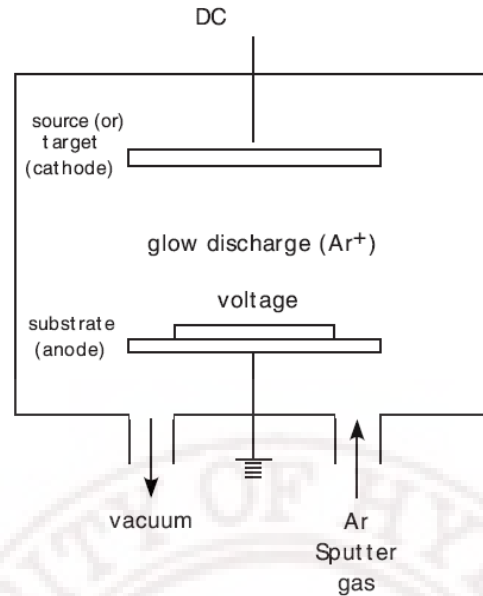 DC
source (or)
target
(cathode)
glow discharge (Ar+)
voltage
substrate
(anode)
vacuum
Ar
Sputter
gas